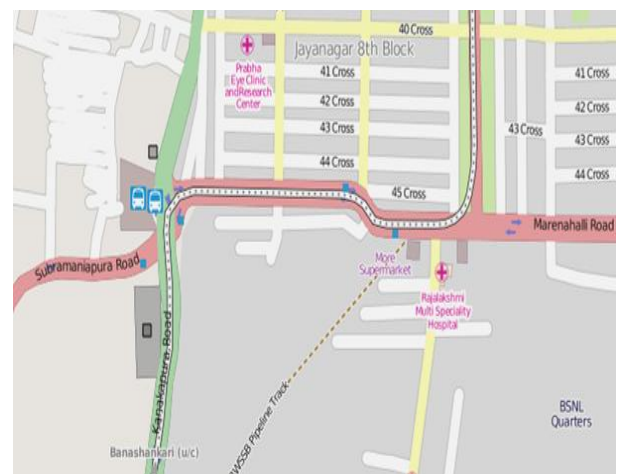 40 Cross
Jayanagar 8th Block
Prabha
Eye Clinic
and Research
Center
41 Cross
41 Cross
42 Cross
42 Cross
43 Cross
43 Cross
43 Cross
44 Cross
44 Cross
45 Cross
Marenahalli Road
Subramaniapura Road
More
Supermarket
Rajalakshmi
Multi Speciality
Hospital
Kanakapura Road
WSSB Pipeline Track
BSNL
Quarters
Banashankari (u/c)